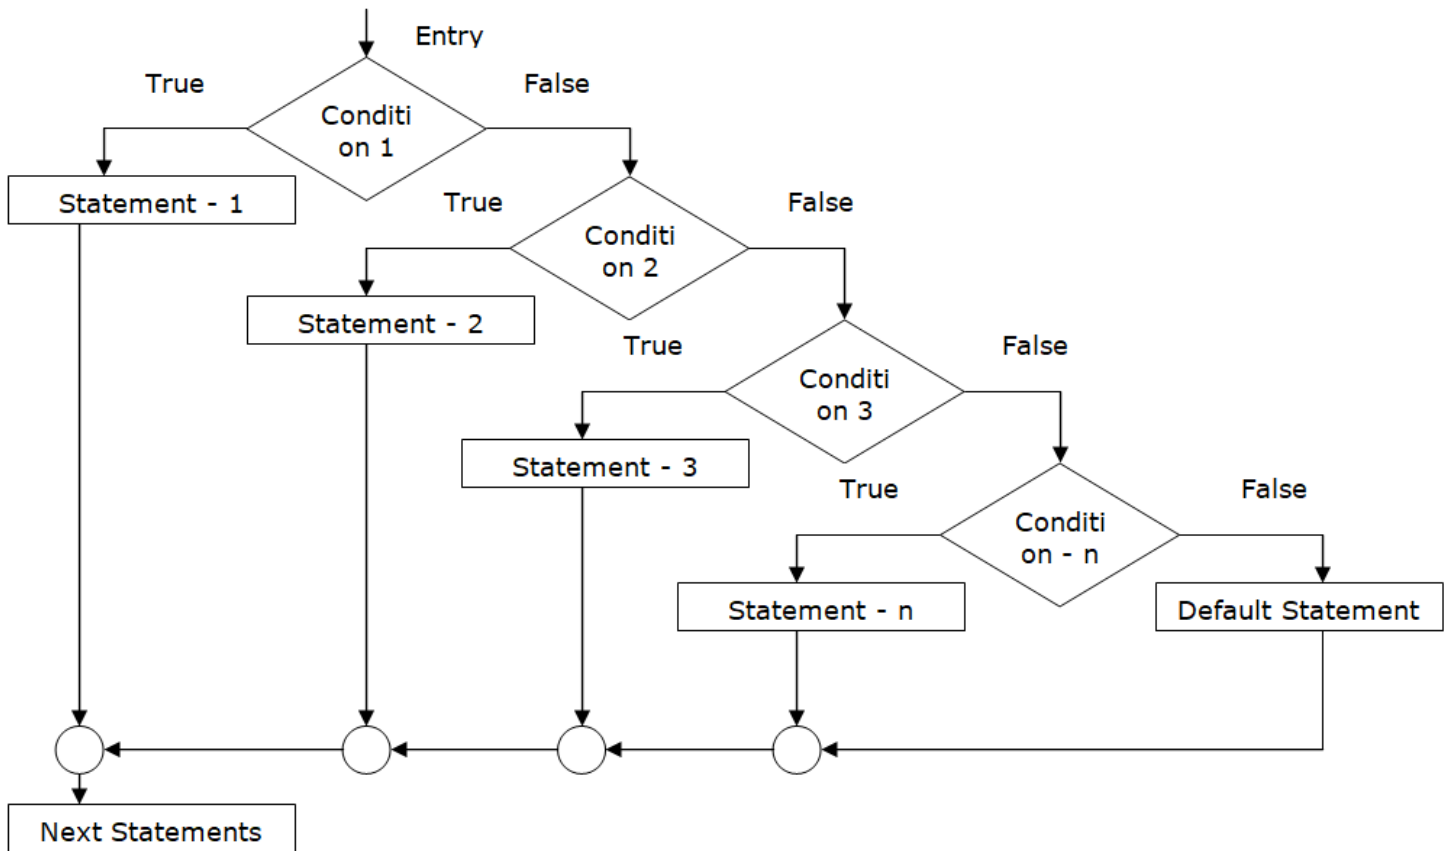 Entry
True
False
Conditi
on 1
Statement - 1
True
False
Conditi
on 2
Statement - 2
True
False
Conditi
on 3
Statement - 3
True
False
Conditi
on - n
Statement - n
Default Statement
Next Statements